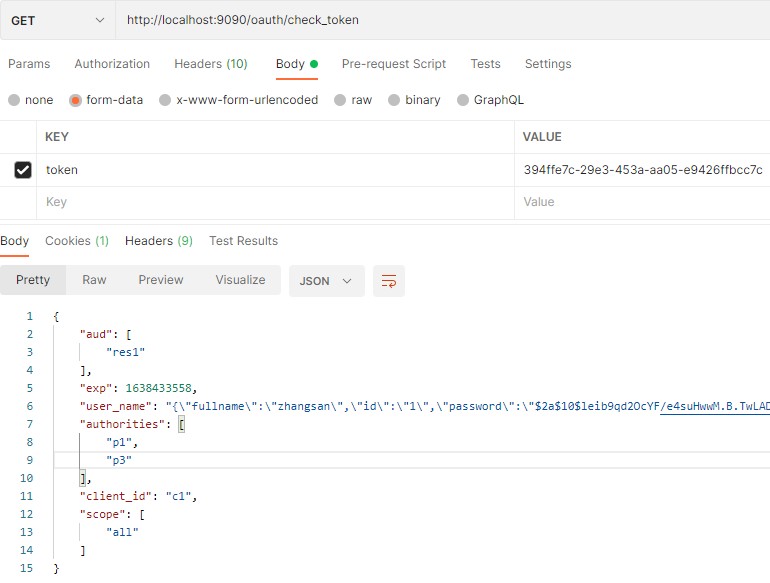 GET http://localhost:9090/oauth/check_token
Params Authorization Headers (10) Body Pre-request Script Tests Settings
none form-data x-www-form-urlencoded raw binary GraphQL
KEY VALUE
token 394ffe7c-29e3-453a-aa05-e9426ffbcc7c
Key Value
Body Cookies (1) Headers (9) Test Results
Pretty Raw Preview Visualize JSON
1 {
2 "aud": [
3 "res1"
4 ],
5 "exp": 1638433558,
6 "user_name": "{\"fullname\":\"zhangsan\",\"id\":\"1\",\"password\":\"$2a$10$leib9qd2OcYF/e4suHwwM.B.TwLAD
7 "authorities": [
8 "p1",
9 "p3"
10 ],
11 "client_id": "c1",
12 "scope": [
13 "all"
14 ]
15 }